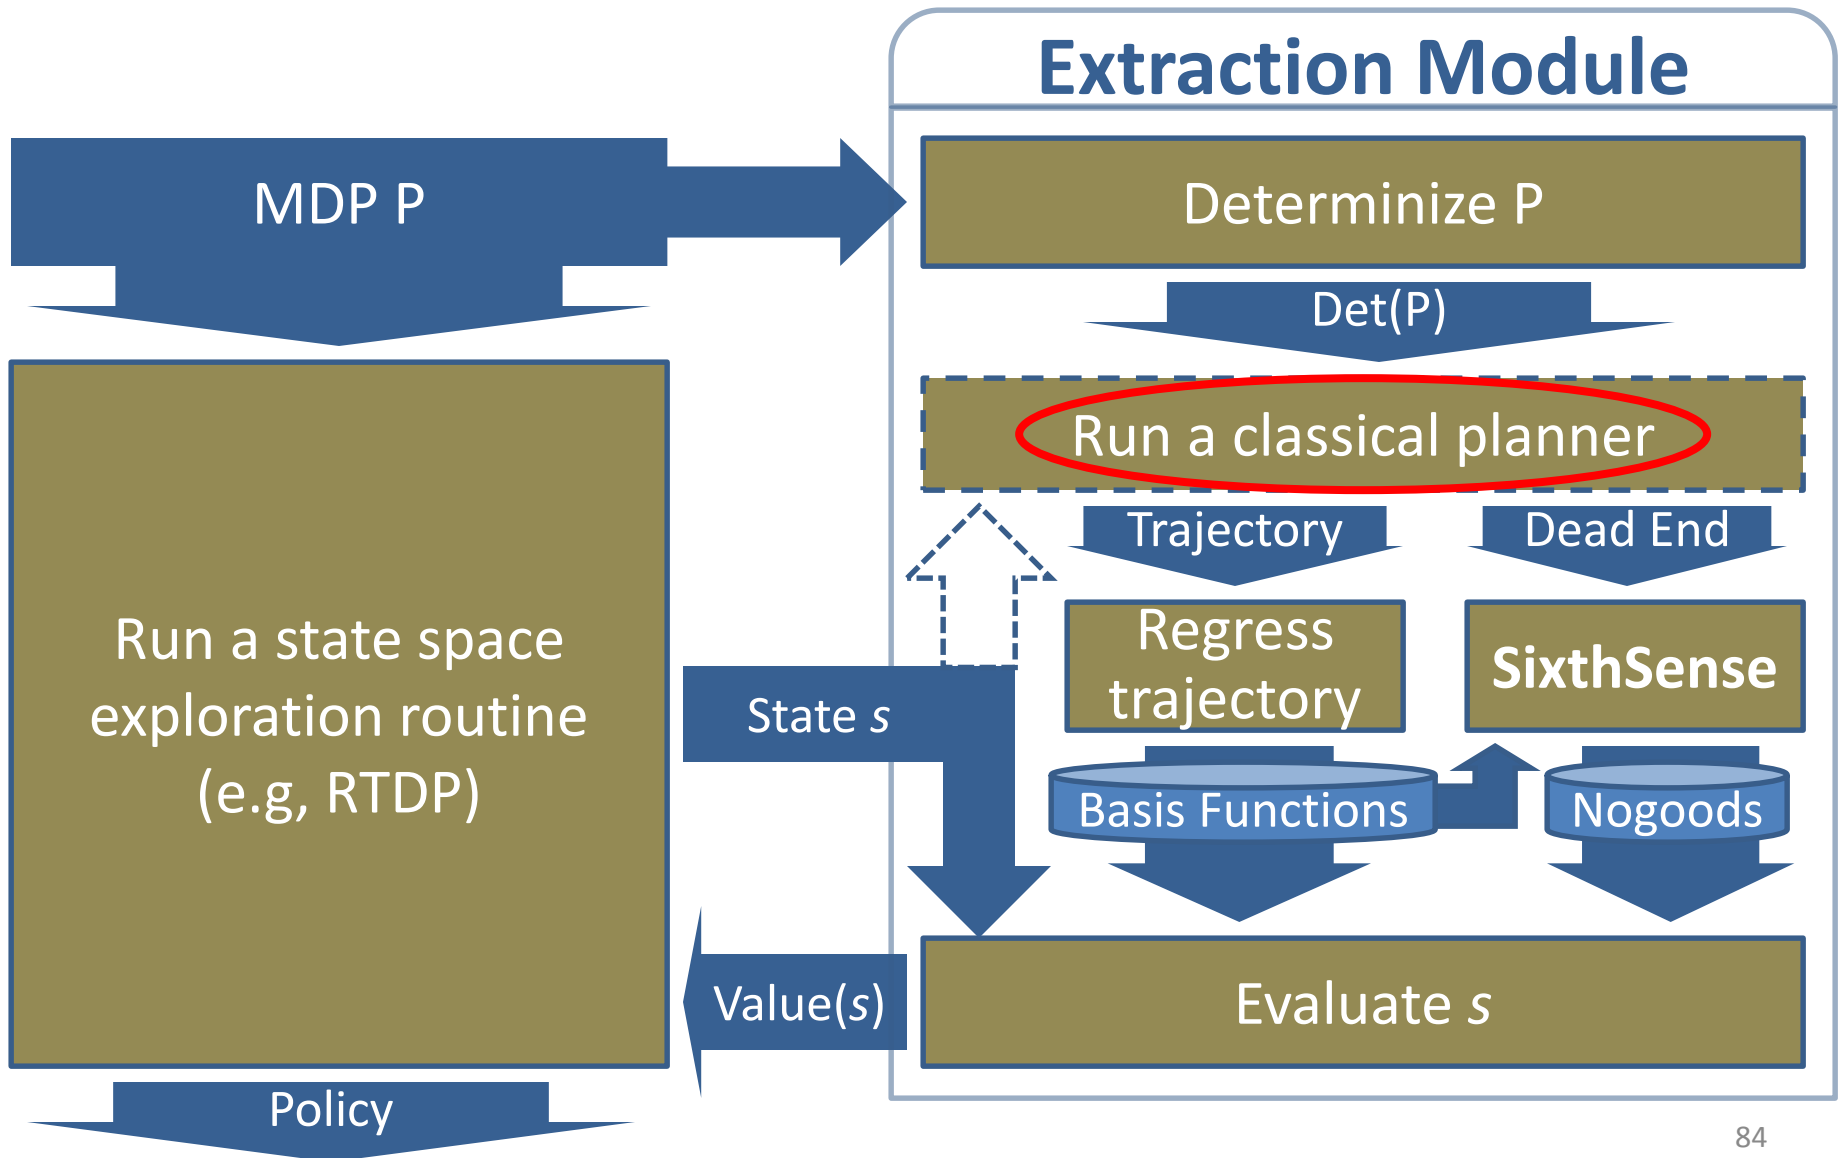 Extraction Module
MDP P
Determinize P
Det(P)
Run a classical planner
Trajectory
Dead End
Run a state space
exploration routine
(e.g, RTDP)
Regress
trajectory
SixthSense
State s
Basis Functions
Nogoods
Value(s)
Evaluate s
Policy
84